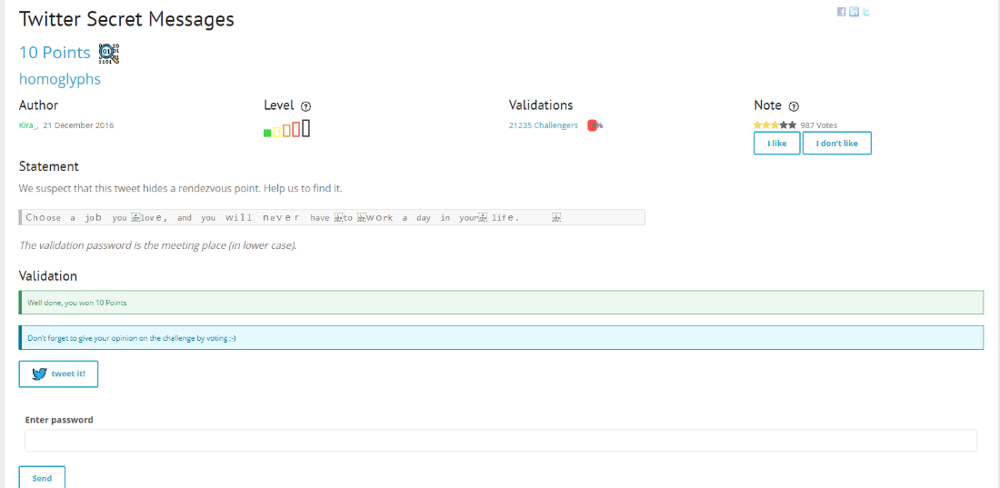 Twitter Secret Messages
10 Points
homoglyphs
Author Level Validations Note
Kira_, 21 December 2016 21235 Challengers % 987 Votes
I like I don't like
Statement
We suspect that this tweet hides a rendezvous point. Help us to find it.
Choose a job you love, and you will never have to work a day in your life.
The validation password is the meeting place (in lower case).
Validation
Well done, you won 10 Points
Don't forget to give your opinion on the challenge by voting ;-)
tweet it!
Enter password
Send